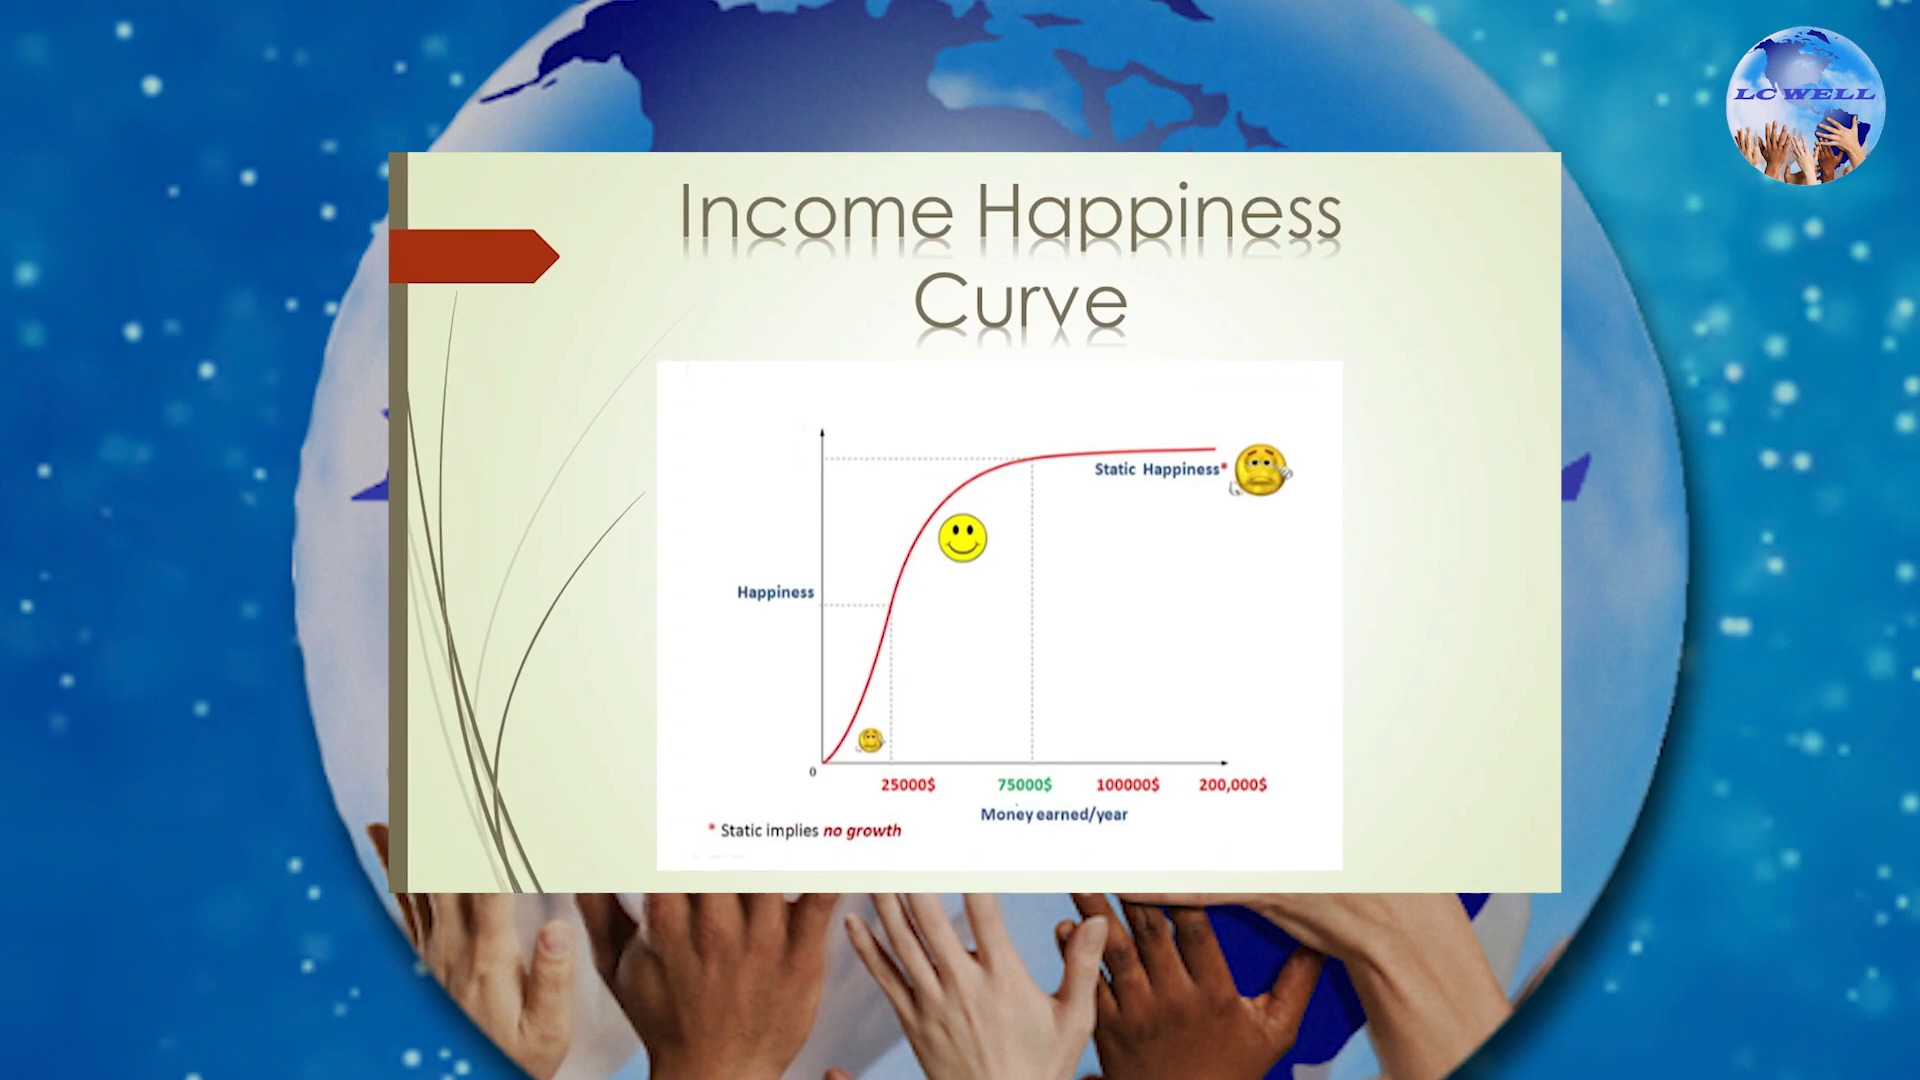 LC WELL
Income Happiness
Curve
Static Happiness*
Happiness
0
25000$ 75000$ 100000$ 200,000$
Money earned/year
* Static implies no growth